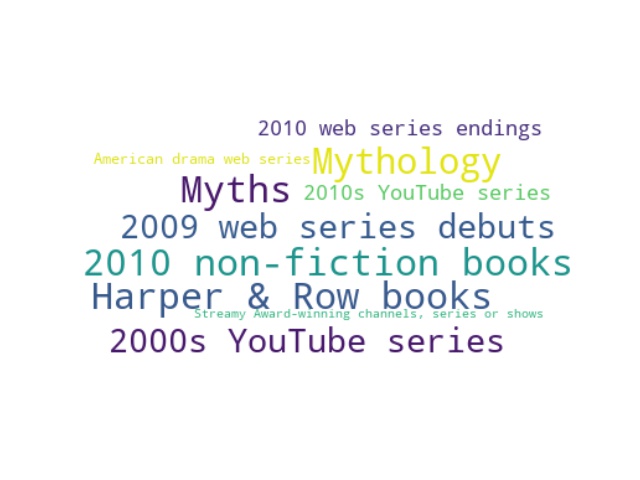 2010 web series endings
American drama web series
Mythology
Myths
2010s YouTube series
2009 web series debuts
2010 non-fiction books
Harper & Row books
Streamy Award-winning channels, series or shows
2000s YouTube series